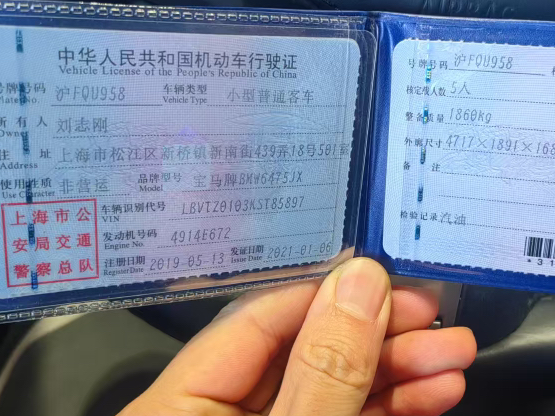 中华人民共和国机动车行驶证
Vehicle License of the People's Republic of China
号牌号码 沪FQU958 车辆类型 小型普通客车
Plate No. Vehicle Type
所有人 刘志刚
Owner
住址 上海市松江区新桥镇新南街439弄18号501
Address
使用性质 非营运 品牌型号 宝马牌BMW6475JX
Use Character Model
上海市公
安局交通
警察总队
车辆识别代号 LBVTZ0103KST85897
VIN
发动机号码 4914E672
Engine No.
注册日期 2019-05-13 发证日期 2021-01-06
Register Date Issue Date
号牌号码 沪FQU958
核定载人数 5人
整备质量 1860kg
外廓尺寸 4717×1891×168
备注
检验记录 汽油
*31